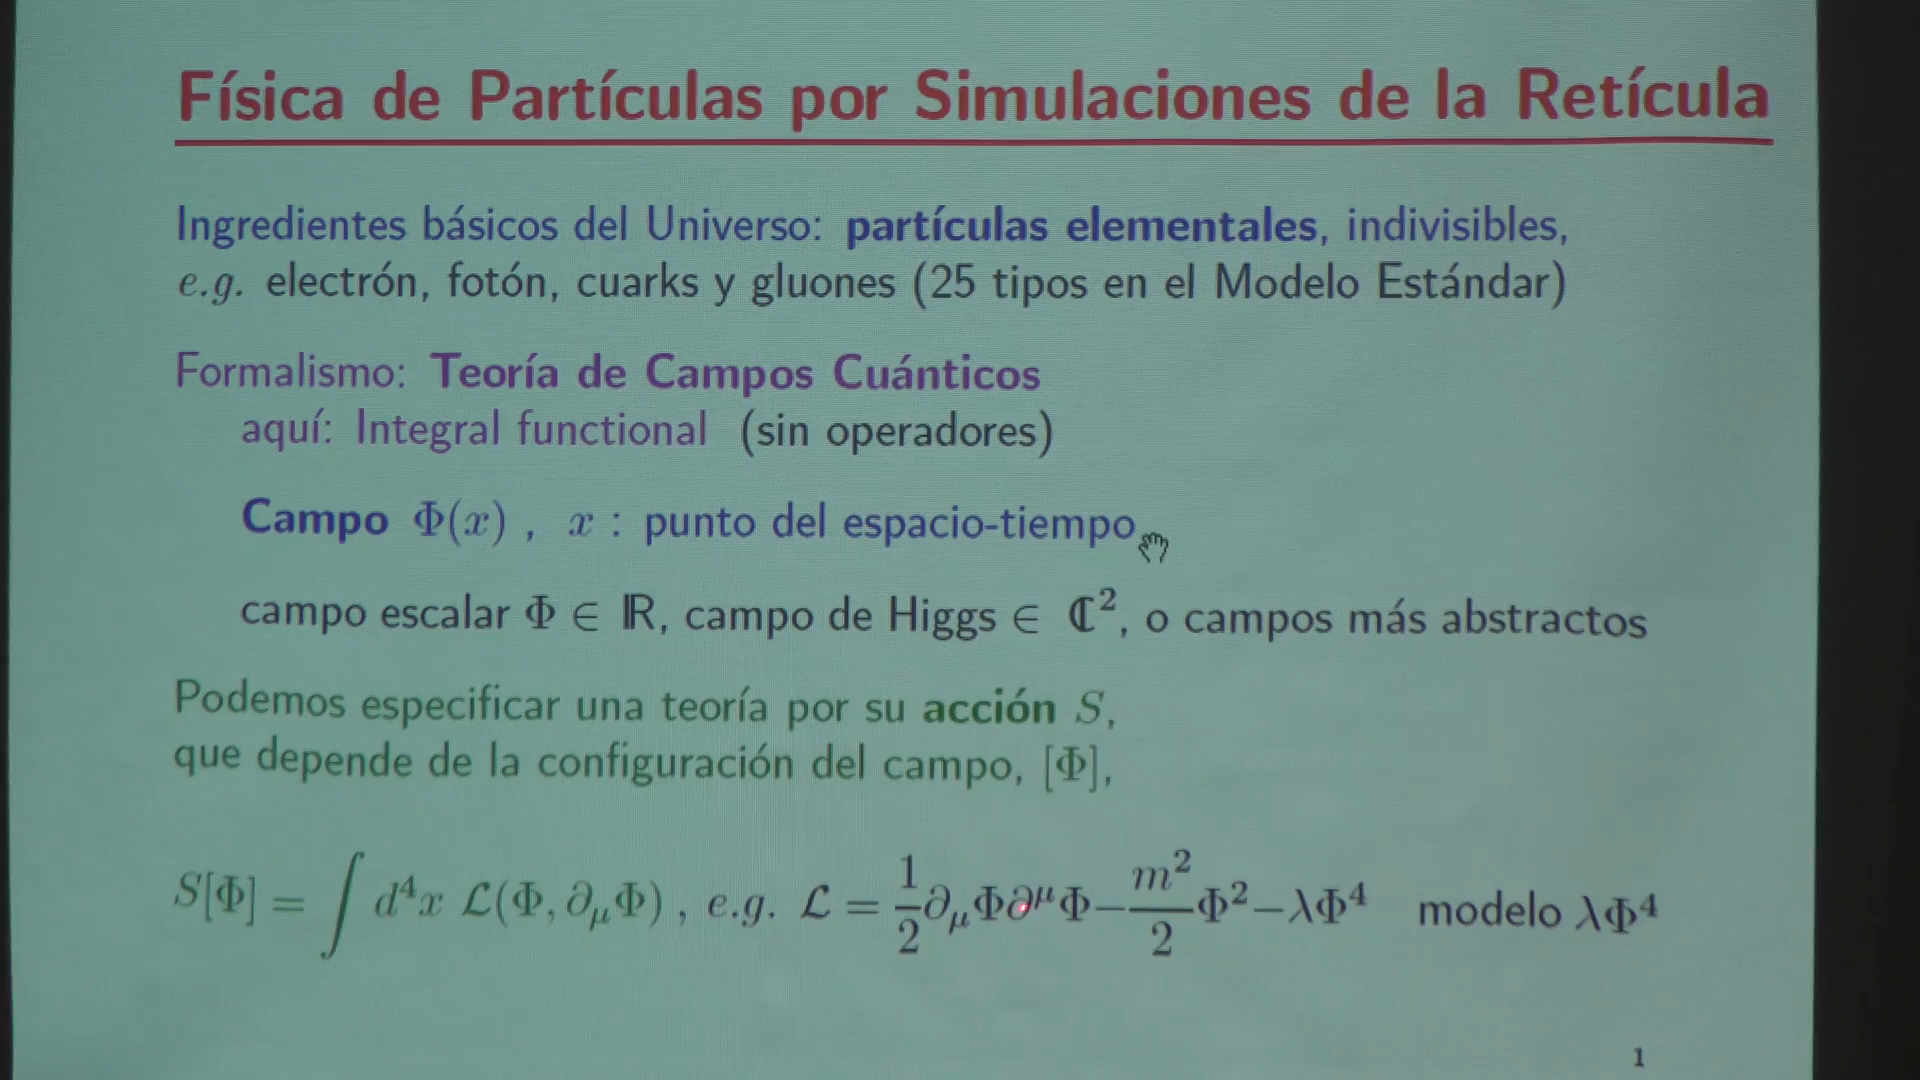 Física de Partículas por Simulaciones de la Retícula
Ingredientes básicos del Universo: partículas elementales, indivisibles,
e.g. electrón, fotón, cuarks y gluones (25 tipos en el Modelo Estándar)
Formalismo: Teoría de Campos Cuánticos
aquí: Integral functional (sin operadores)
Campo Φ(x) , x : punto del espacio-tiempo
campo escalar Φ ∈ ℝ, campo de Higgs ∈ ℂ², o campos más abstractos
Podemos especificar una teoría por su acción S,
que depende de la configuración del campo, [Φ],
S[Φ] = ∫ d⁴x ℒ(Φ, ∂_μΦ) , e.g. ℒ = 1/2 ∂_μΦ∂^μΦ − m²/2 Φ² − λΦ⁴ modelo λΦ⁴
1